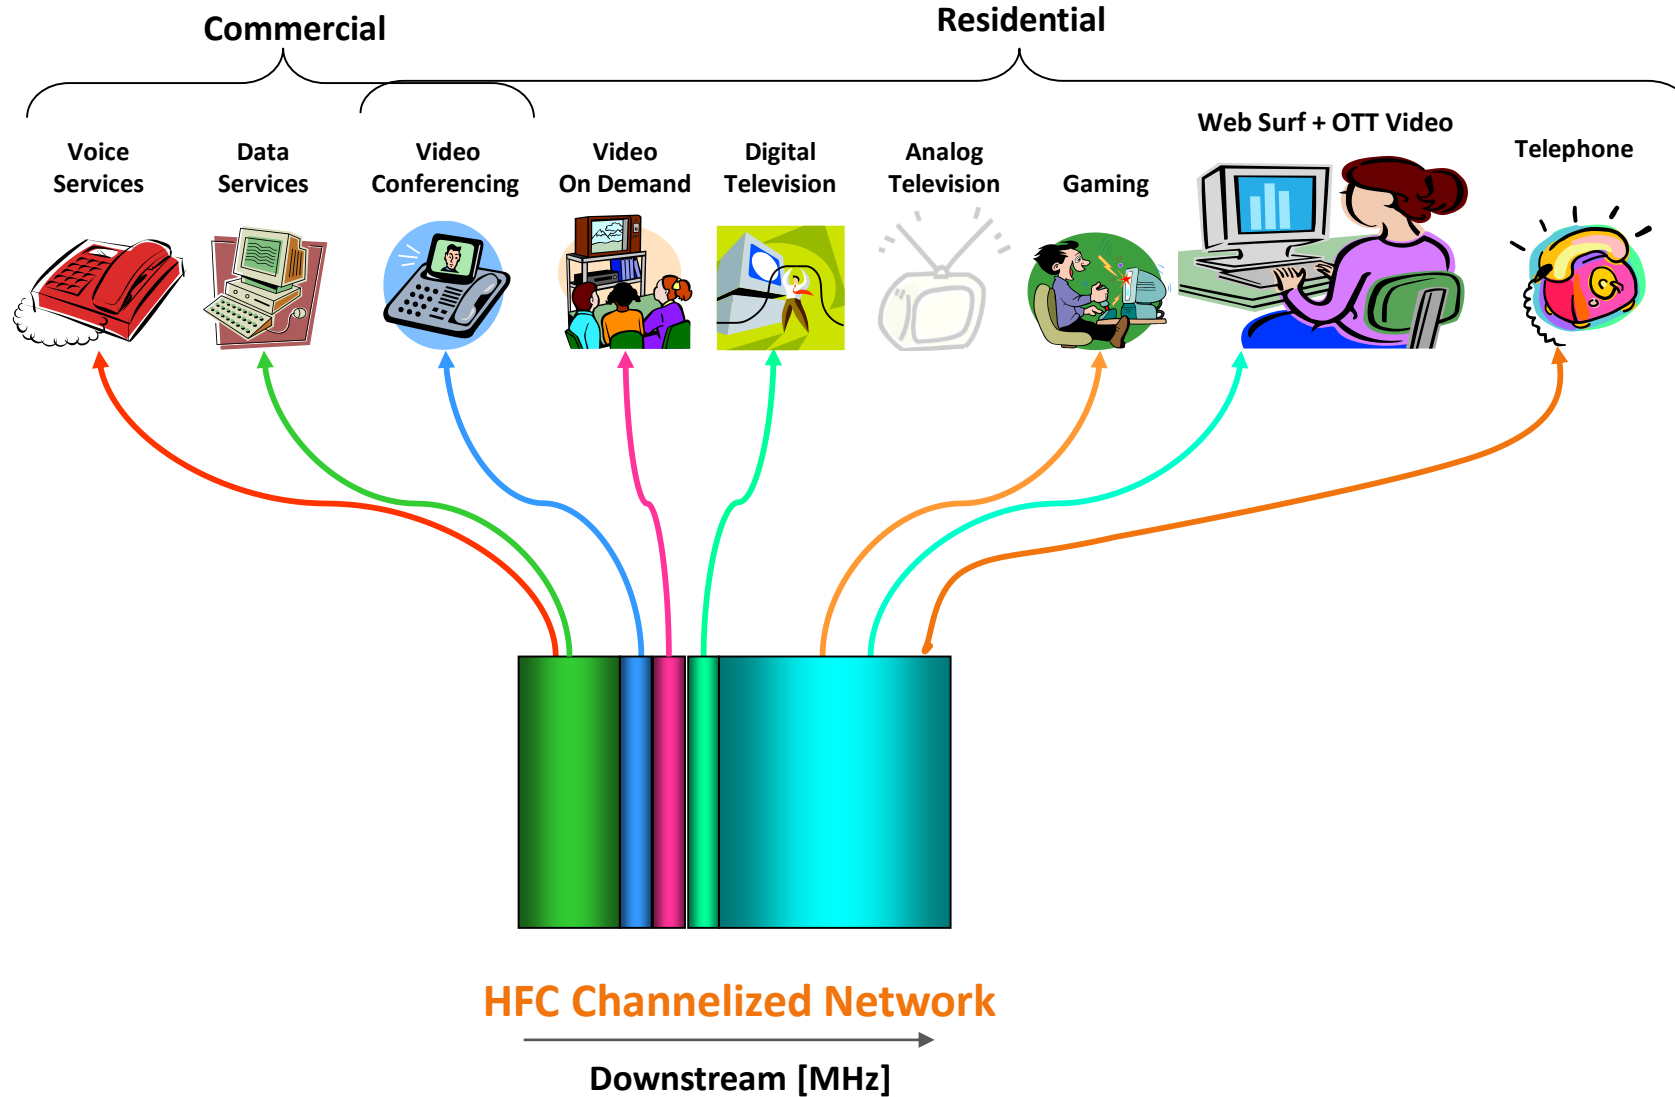 Commercial
Residential
Voice
Services
Data
Services
Video
Conferencing
Video
On Demand
Digital
Television
Analog
Television
Gaming
Web Surf + OTT Video
Telephone
HFC Channelized Network
Downstream [MHz]